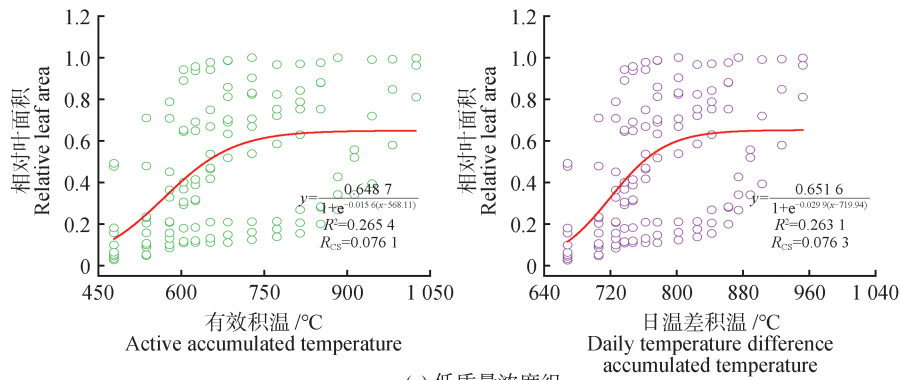 1.2
1.0
0.8
0.6
0.4
0.2
0
相对叶面积
Relative leaf area
y=0.648 7/1+e^−0.015 6(x−568.11)
R²=0.265 4
R_CS=0.076 1
450 600 750 900 1 050
有效积温 /℃
Active accumulated temperature
1.2
1.0
0.8
0.6
0.4
0.2
0
相对叶面积
Relative leaf area
y=0.651 6/1+e^−0.029 9(x−719.94)
R²=0.263 1
R_CS=0.076 3
640 720 800 880 960 1 040
日温差积温 /℃
Daily temperature difference
accumulated temperature